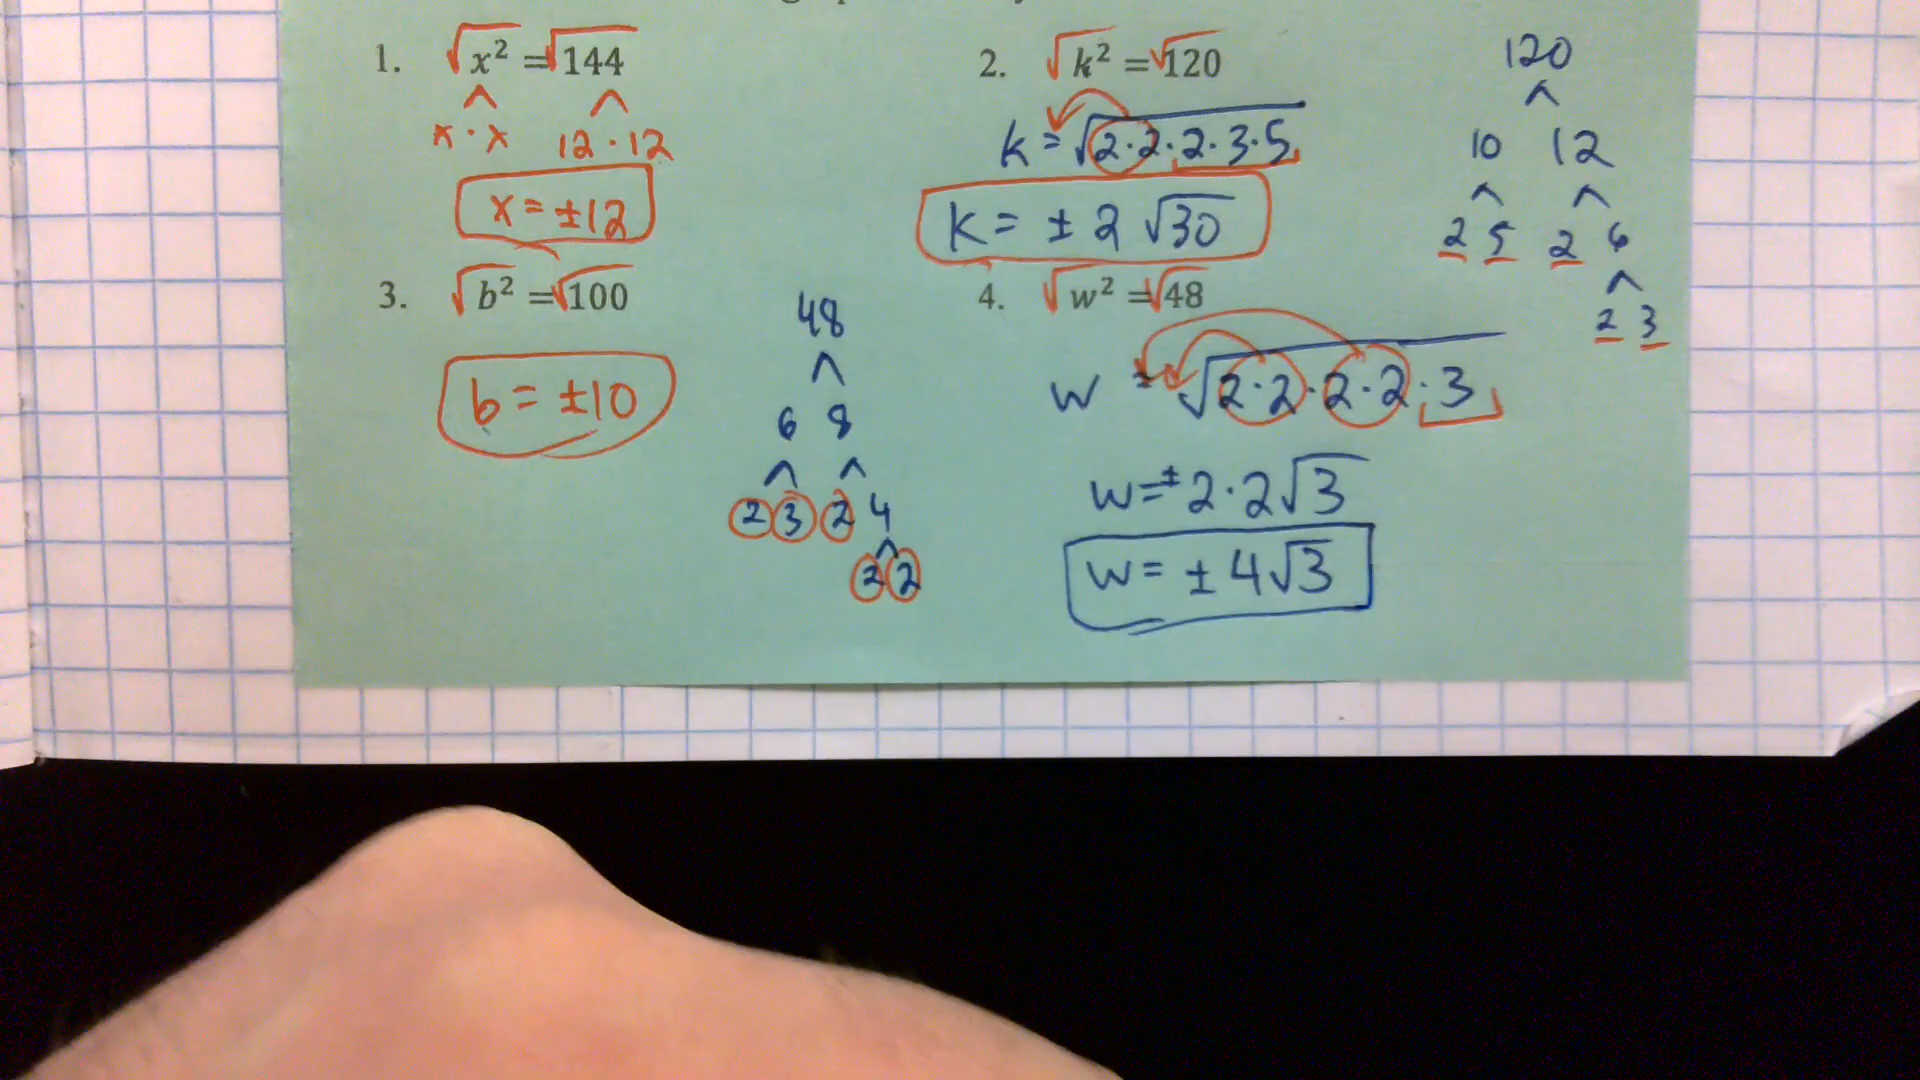 1. √x² = √144
x · x 12 · 12
x = ±12
2. √k² = √120
k = √2·2·2·3·5
k = ± 2 √30
120
10 12
2 5 2 6
2 3
3. √b² = √100
b = ±10
48
6 8
2 3 2 4
2 2
4. √w² = √48
w = √2·2·2·2·3
w = ± 2·2√3
w = ± 4√3